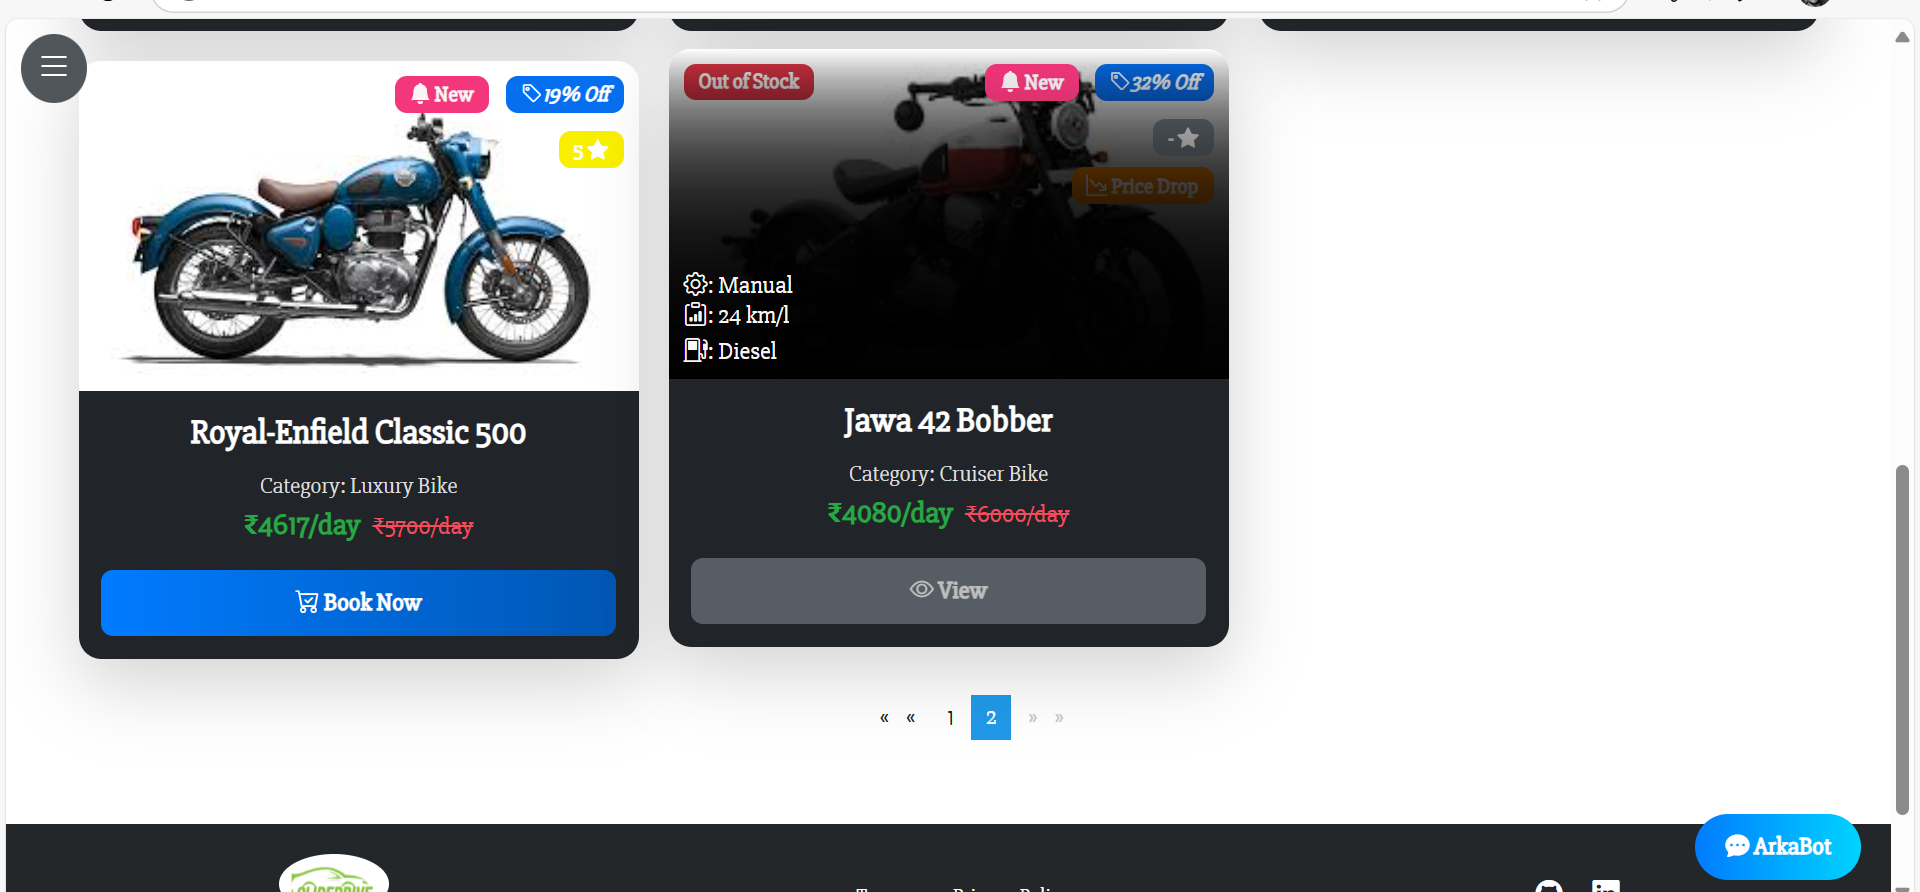 New
19% Off
5
Royal-Enfield Classic 500
Category: Luxury Bike
₹4617/day ₹5700/day
Book Now
Out of Stock
New
32% Off
-
Price Drop
: Manual
: 24 km/l
: Diesel
Jawa 42 Bobber
Category: Cruiser Bike
₹4080/day ₹6000/day
View
« « 1 2 » »
ArkaBot